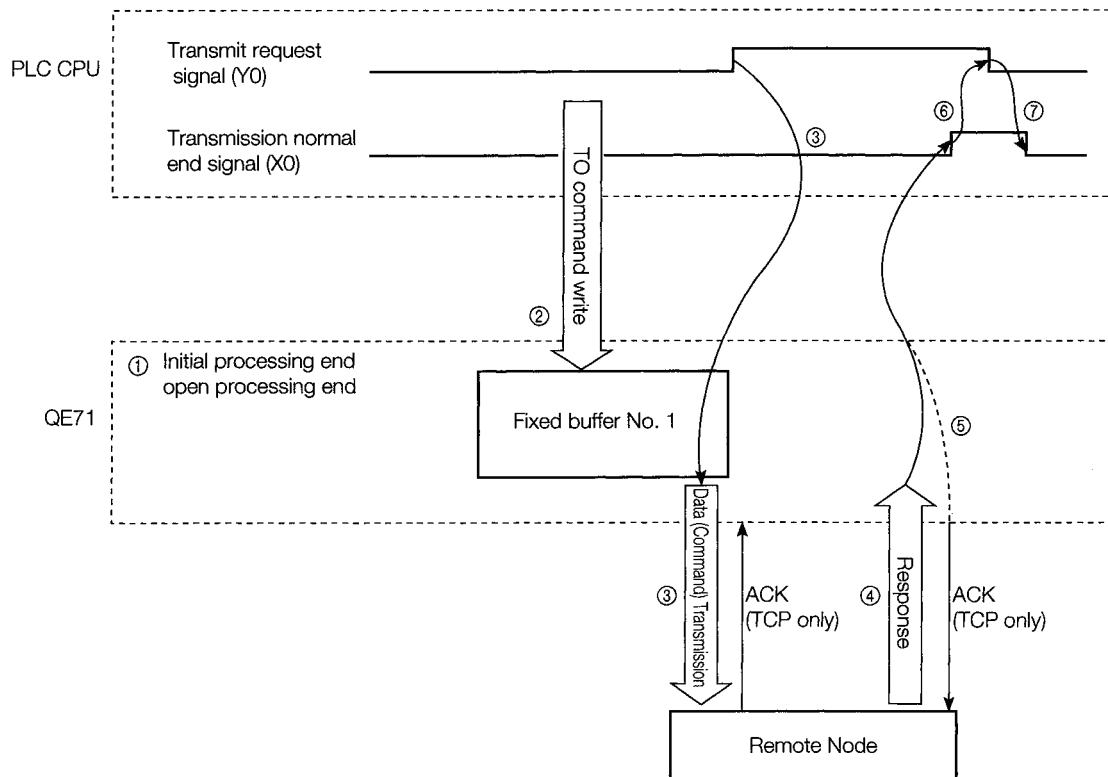 Transmit request
signal (Y0)
PLC CPU
Transmission normal
end signal (X0)
⑥
⑦
③
TO command write
②
① Initial processing end
open processing end
QE71
Fixed buffer No. 1
⑤
③
Data (Command) Transmission
ACK
(TCP only)
④
Response
ACK
(TCP only)
Remote Node